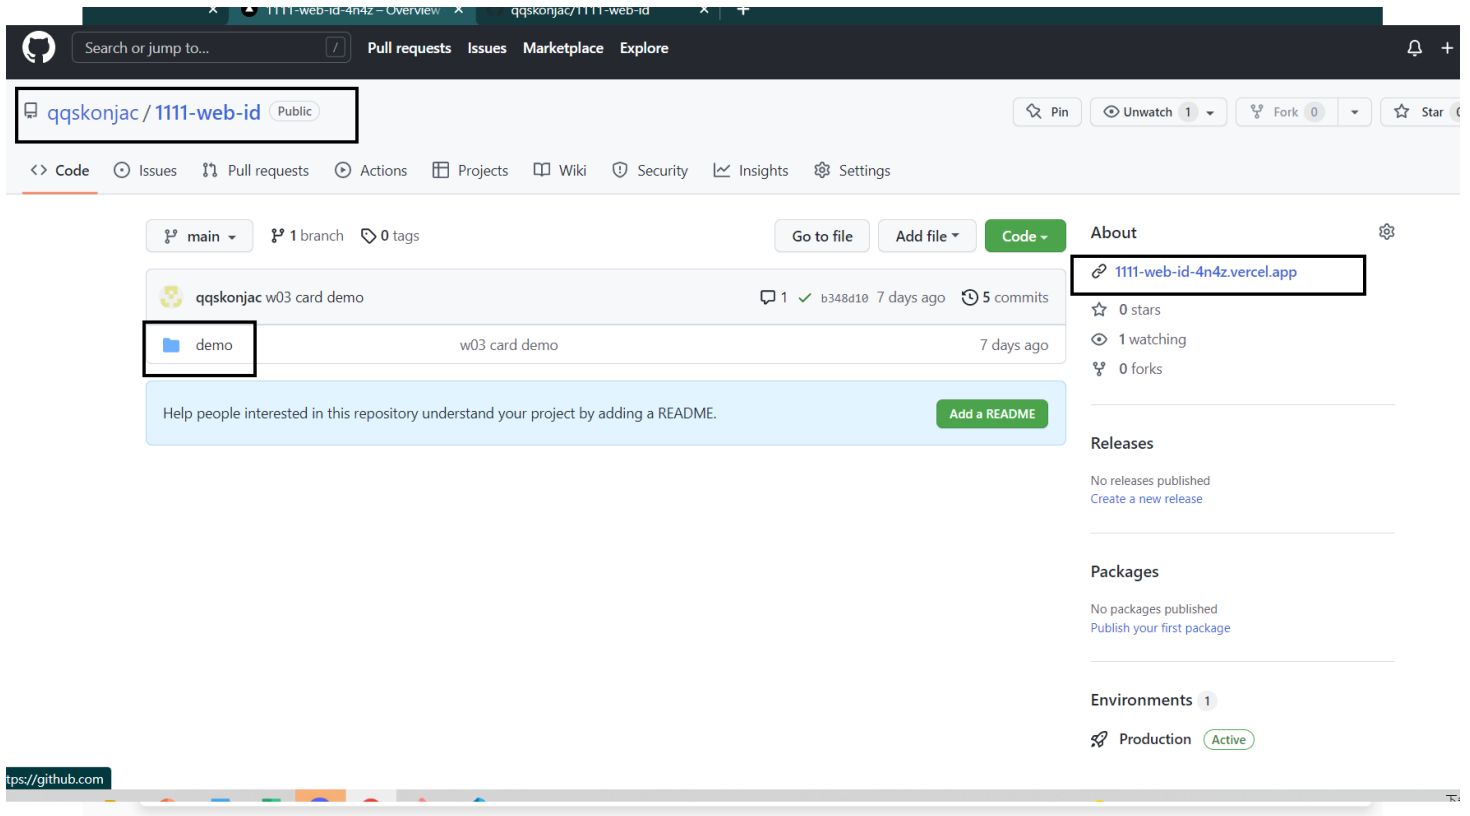 1111-web-id-4n4z – Overview
qqskonjac/1111-web-id
Search or jump to... /
Pull requests Issues Marketplace Explore
qqskonjac / 1111-web-id Public
Pin
Unwatch 1
Fork 0
Star
Code Issues Pull requests Actions Projects Wiki Security Insights Settings
main 1 branch 0 tags
Go to file Add file Code
qqskonjac w03 card demo
1 b348d10 7 days ago 5 commits
demo w03 card demo 7 days ago
Help people interested in this repository understand your project by adding a README.
Add a README
About
1111-web-id-4n4z.vercel.app
0 stars
1 watching
0 forks
Releases
No releases published
Create a new release
Packages
No packages published
Publish your first package
Environments 1
Production Active
tps://github.com